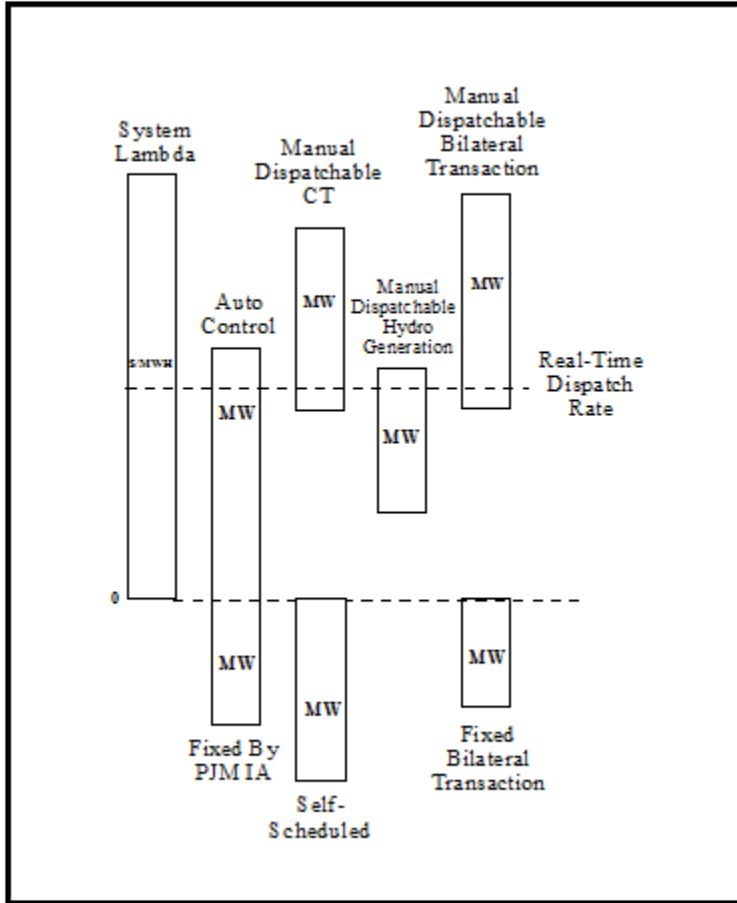 System
Lambda
Manual
Dispatchable
CT
Manual
Dispatchable
Bilateral
Transaction
Auto
Control
MW
Manual
Dispatchable
Hydro
Generation
MW
$/MWH
Real-Time
Dispatch
Rate
MW
MW
0
MW
MW
MW
Fixed By
PJM IA
Self-
Scheduled
Fixed
Bilateral
Transaction